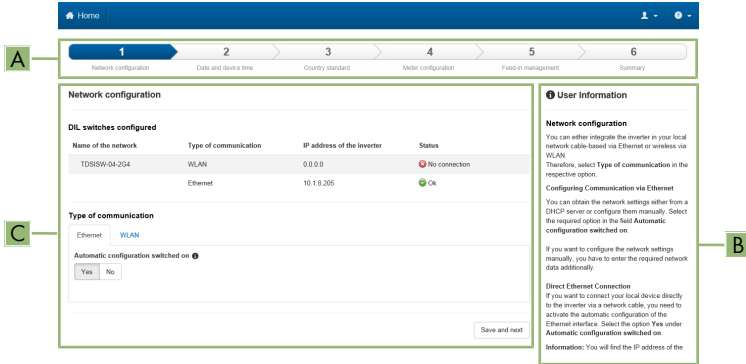 Home
1 2 3 4 5 6
Network configuration Date and device time Country standard Meter configuration Feed-in management Summary
A
Network configuration
DIL switches configured
Name of the network Type of communication IP address of the inverter Status
TDSISW-04-2G4 WLAN 0.0.0.0 No connection
Ethernet 10.1.8.205 Ok
Type of communication
Ethernet WLAN
Automatic configuration switched on
Yes No
Save and next
C
User Information
Network configuration
You can either integrate the inverter in your local
network cable-based via Ethernet or wireless via
WLAN.
Therefore, select Type of communication in the
respective option.
Configuring Communication via Ethernet
You can obtain the network settings either from a
DHCP server or configure them manually. Select
the required option in the field Automatic
configuration switched on.
If you want to configure the network settings
manually, you have to enter the required network
data additionally.
Direct Ethernet Connection
If you want to connect your local device directly
to the inverter via a network cable, you need to
activate the automatic configuration of the
Ethernet interface. Select the option Yes under
Automatic configuration switched on.
Information: You will find the IP address of the
B